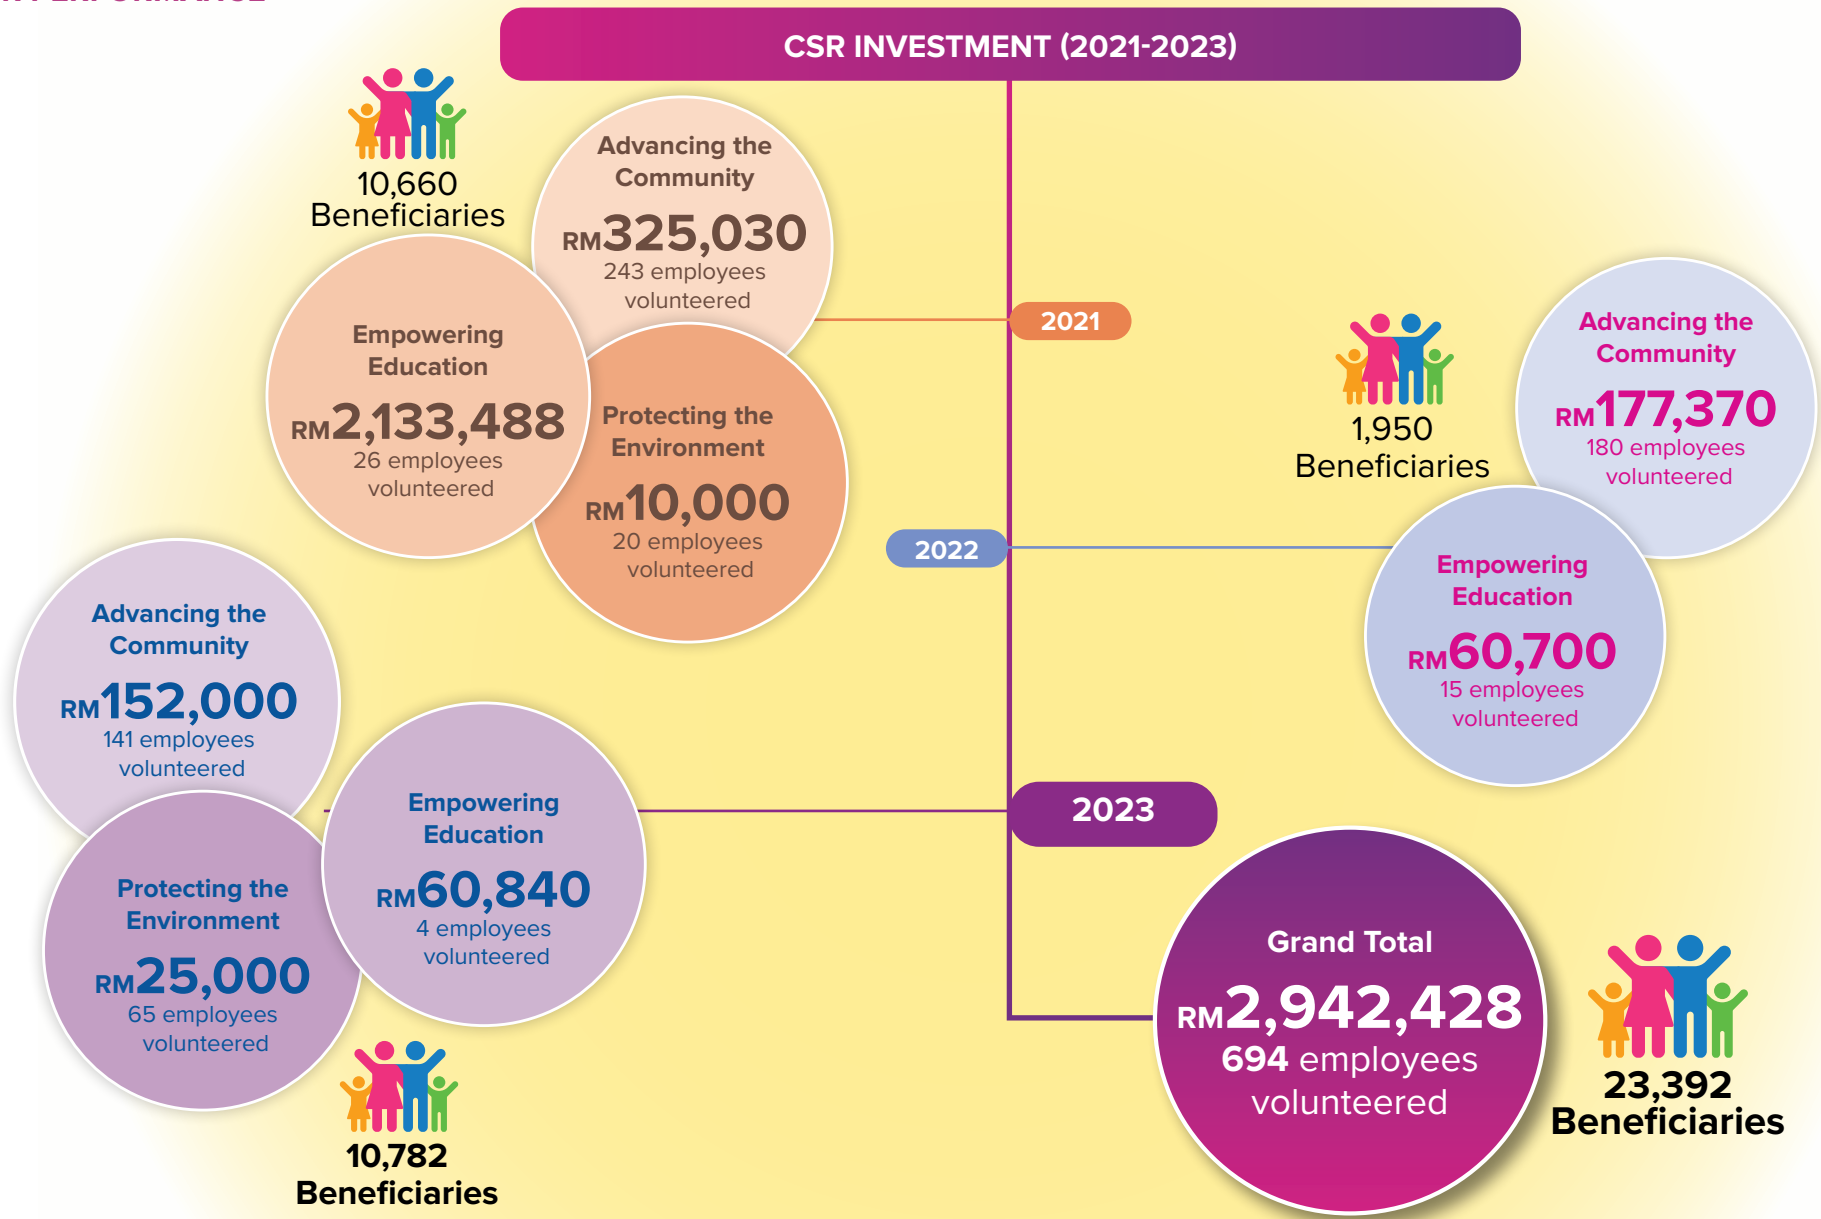 CSR INVESTMENT (2021-2023)
10,660
Beneficiaries
Advancing the
Community
RM325,030
243 employees
volunteered
Empowering
Education
RM2,133,488
26 employees
volunteered
Protecting the
Environment
RM10,000
20 employees
volunteered
2021
1,950
Beneficiaries
Advancing the
Community
RM177,370
180 employees
volunteered
Empowering
Education
RM60,700
15 employees
volunteered
2022
Advancing the
Community
RM152,000
141 employees
volunteered
Empowering
Education
RM60,840
4 employees
volunteered
Protecting the
Environment
RM25,000
65 employees
volunteered
10,782
Beneficiaries
2023
Grand Total
RM2,942,428
694 employees
volunteered
23,392
Beneficiaries